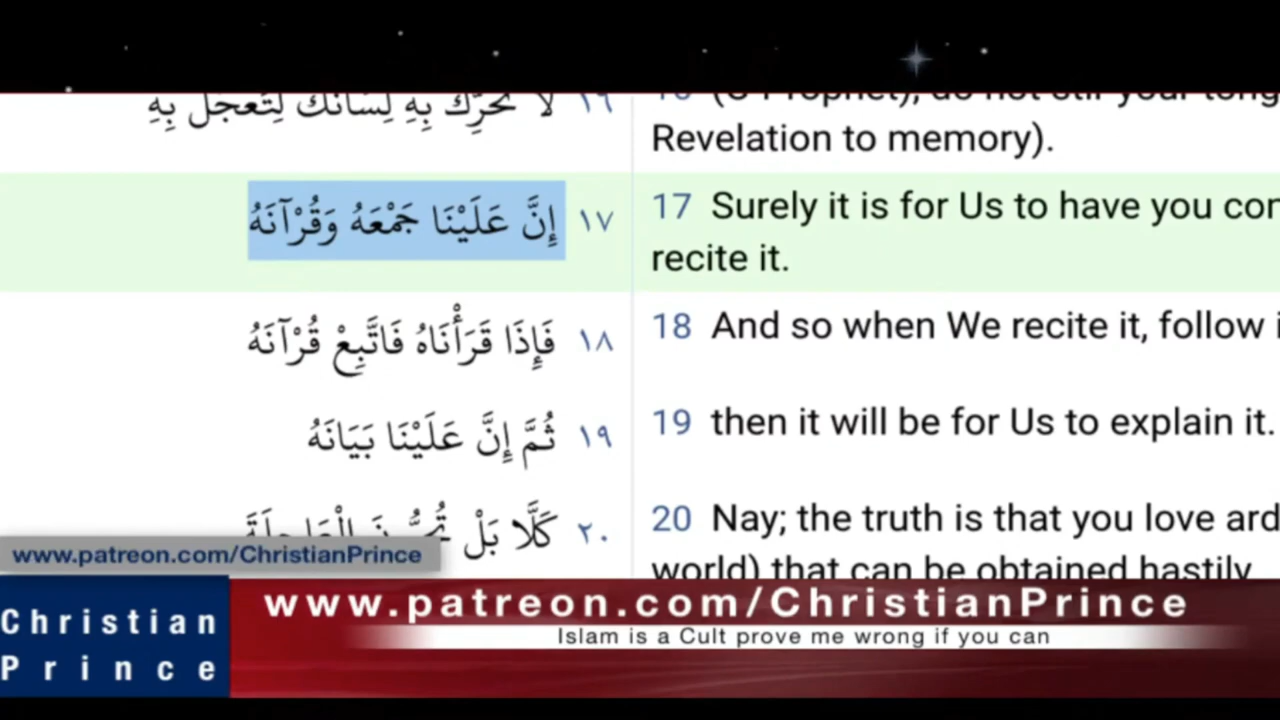 لَا تُحَرِّكْ بِهِ لِسَانَكَ لِتَعْجَلَ بِهِ ١٦
Revelation to memory).
إِنَّ عَلَيْنَا جَمْعَهُ وَقُرْآنَهُ ١٧
17 Surely it is for Us to have you
recite it.
فَإِذَا قَرَأْنَاهُ فَاتَّبِعْ قُرْآنَهُ ١٨
18 And so when We recite it, follow
ثُمَّ إِنَّ عَلَيْنَا بَيَانَهُ ١٩
19 then it will be for Us to explain it.
كَلَّا بَلْ ٢٠
20 Nay; the truth is that you love
world) that can be obtained hastily
www.patreon.com/ChristianPrince
Christian
Prince
www.patreon.com/ChristianPrince
Islam is a Cult prove me wrong if you can